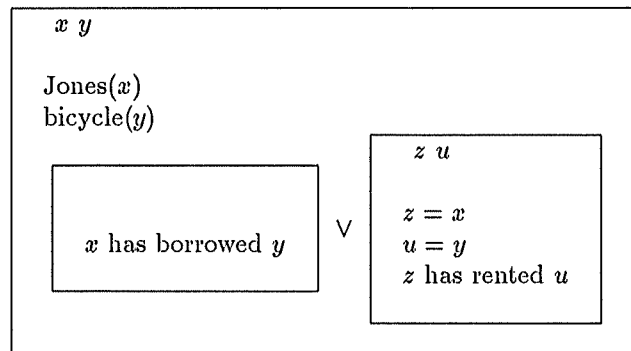 x y
Jones(x)
bicycle(y)
x has borrowed y
∨
z u
z = x
u = y
z has rented u